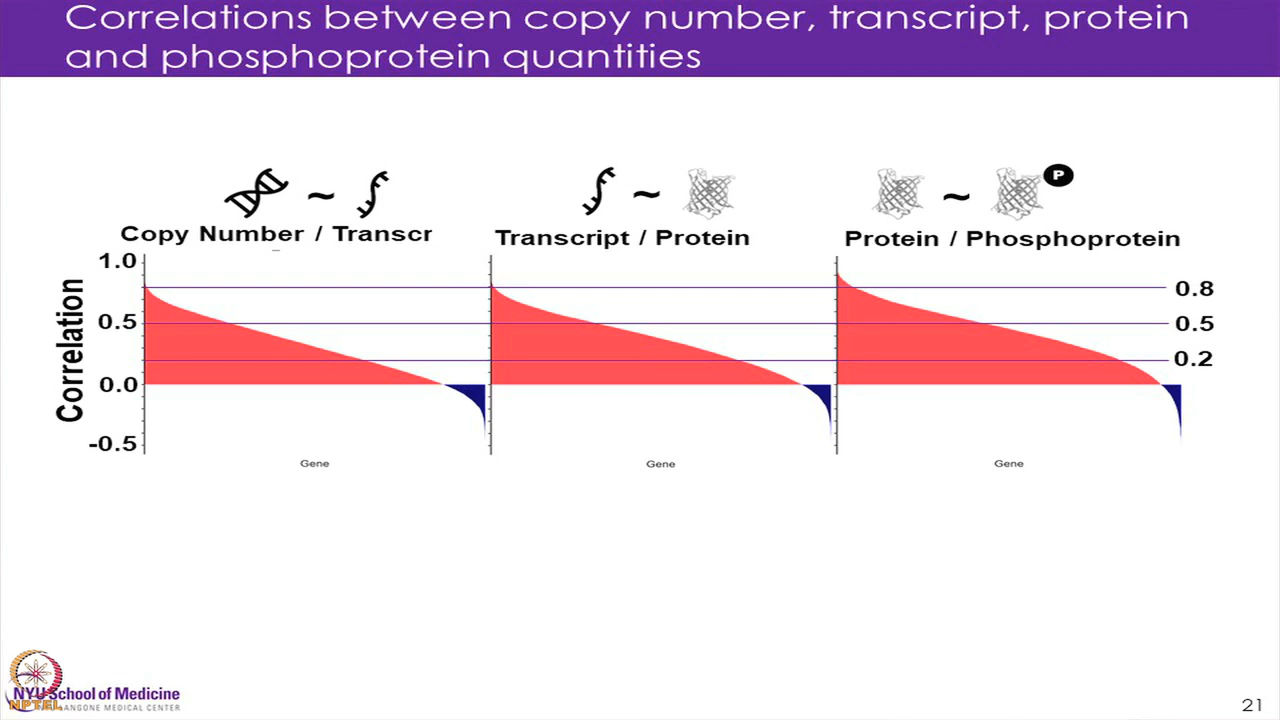 Correlations between copy number, transcript, protein
and phosphoprotein quantities
P
Copy Number / Transcr
Transcript / Protein
Protein / Phosphoprotein
Correlation
1.0
0.5
0.0
-0.5
0.8
0.5
0.2
Gene
Gene
Gene
NYU School of Medicine
NPTEL
LANGONE MEDICAL CENTER
21